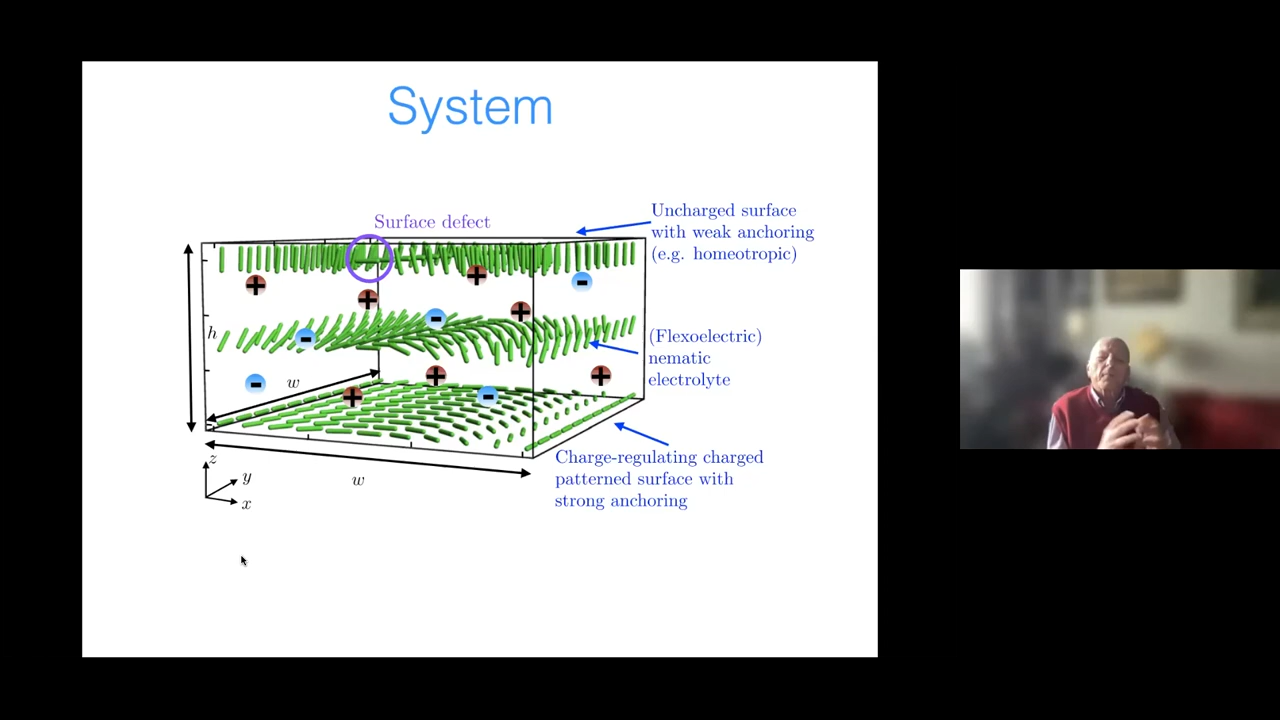 System
Surface defect
Uncharged surface
with weak anchoring
(e.g. homeotropic)
+
+
+
-
+
-
-
h
(Flexoelectric)
nematic
electrolyte
w
-
+
+
+
-
Charge-regulating charged
patterned surface with
strong anchoring
w
z
y
x